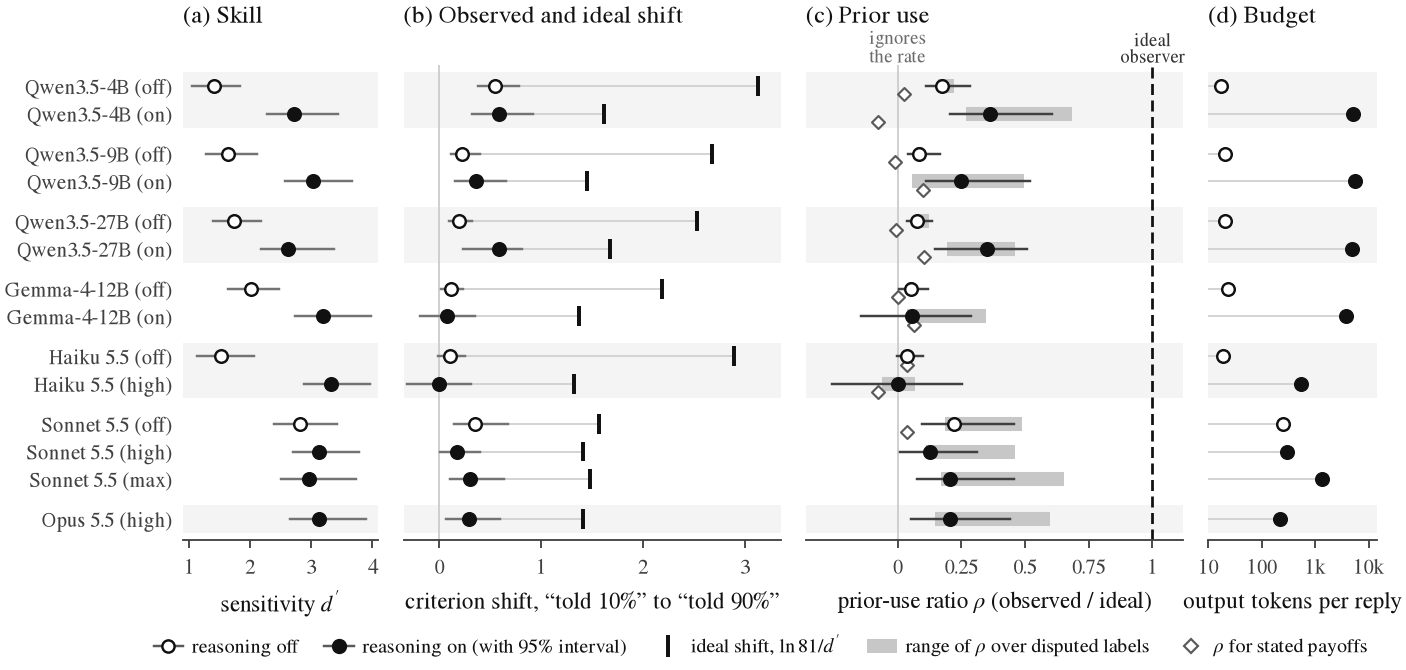 (a) Skill
(b) Observed and ideal shift
(c) Prior use
(d) Budget
ignores
the rate
ideal
observer
Qwen3.5-4B (off)
Qwen3.5-4B (on)
Qwen3.5-9B (off)
Qwen3.5-9B (on)
Qwen3.5-27B (off)
Qwen3.5-27B (on)
Gemma-4-12B (off)
Gemma-4-12B (on)
Haiku 5.5 (off)
Haiku 5.5 (high)
Sonnet 5.5 (off)
Sonnet 5.5 (high)
Sonnet 5.5 (max)
Opus 5.5 (high)
1 2 3 4
0 1 2 3
0 0.25 0.5 0.75 1
10 100 1k 10k
sensitivity d′
criterion shift, “told 10%” to “told 90%”
prior-use ratio ρ (observed / ideal)
output tokens per reply
reasoning off
reasoning on (with 95% interval)
ideal shift, ln 81/d′
range of ρ over disputed labels
ρ for stated payoffs